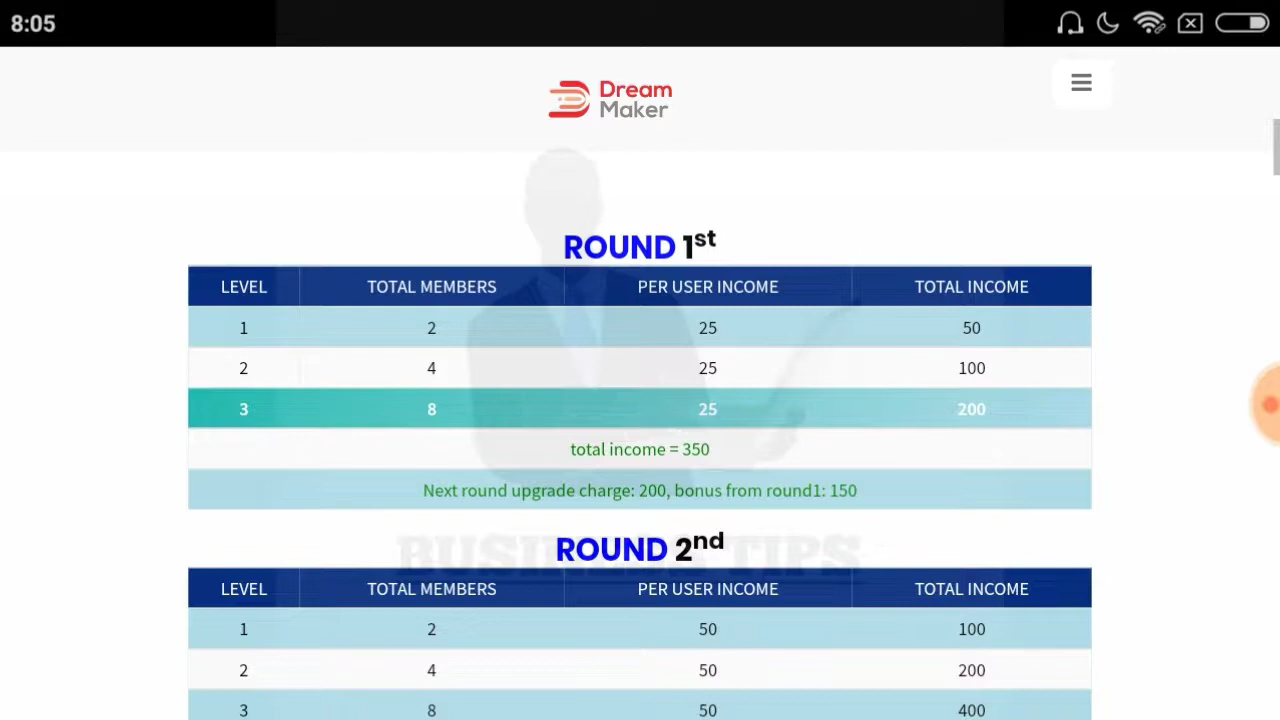 8:05
Dream
Maker
ROUND 1st
LEVEL TOTAL MEMBERS PER USER INCOME TOTAL INCOME
1 2 25 50
2 4 25 100
3 8 25 200
total income = 350
Next round upgrade charge: 200, bonus from round1: 150
BUSINESS TIPS
ROUND 2nd
LEVEL TOTAL MEMBERS PER USER INCOME TOTAL INCOME
1 2 50 100
2 4 50 200
3 8 50 400